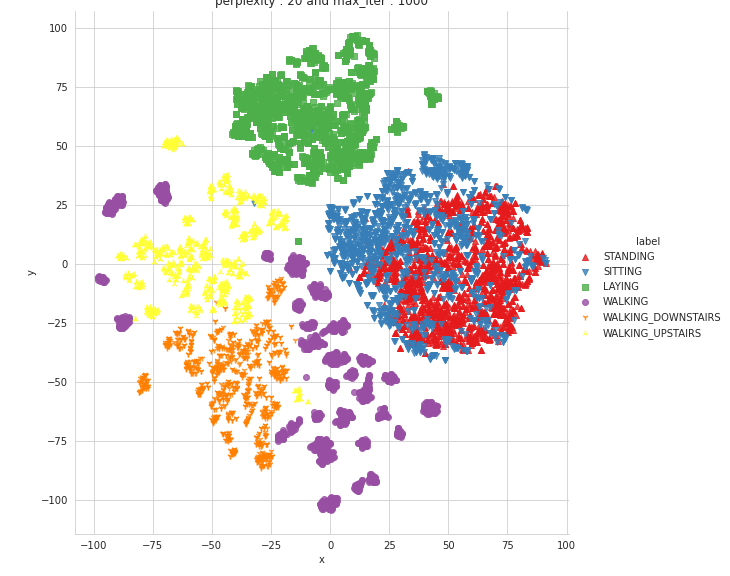 perplexity : 20 and max_iter : 1000
100
75
50
25
0
−25
−50
−75
−100
y
−100 −75 −50 −25 0 25 50 75 100
x
label
STANDING
SITTING
LAYING
WALKING
WALKING_DOWNSTAIRS
WALKING_UPSTAIRS